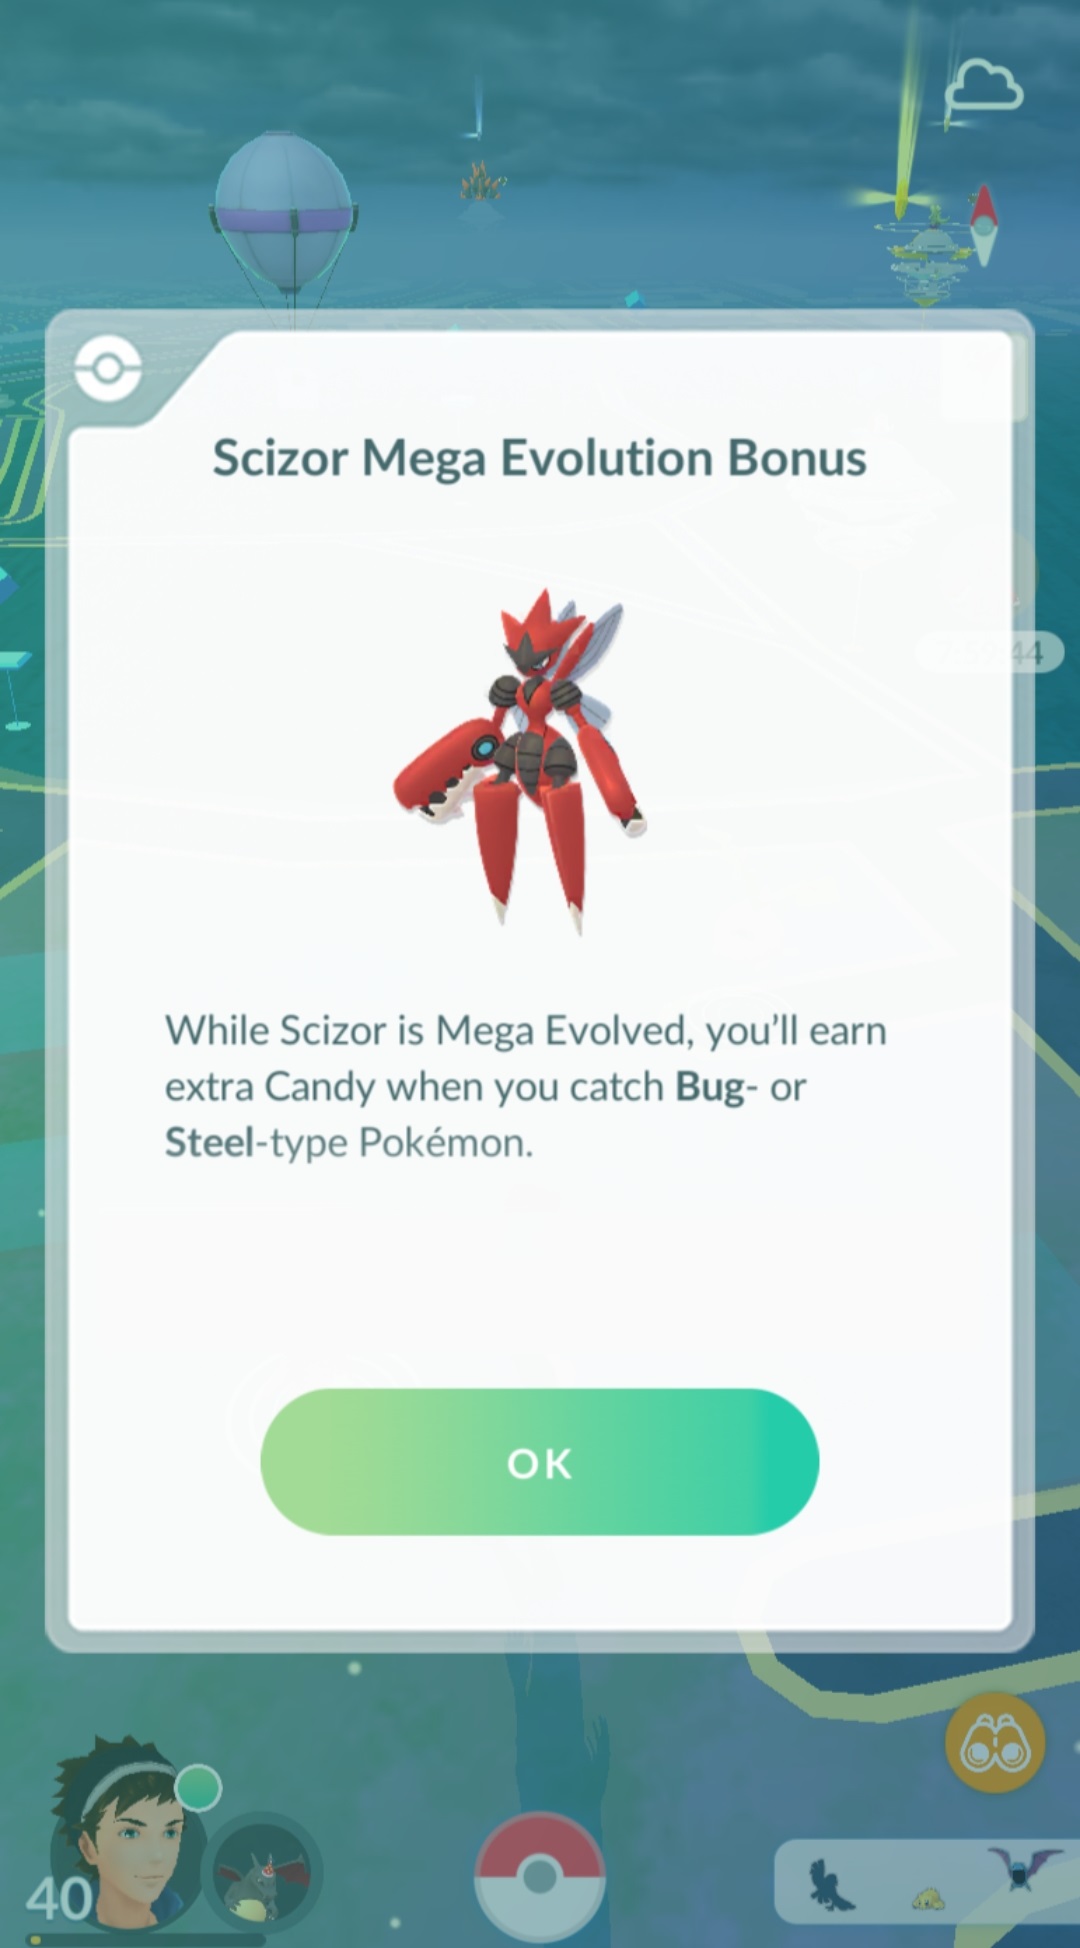 Scizor Mega Evolution Bonus
While Scizor is Mega Evolved, you’ll earn
extra Candy when you catch Bug- or
Steel-type Pokémon.
OK
40